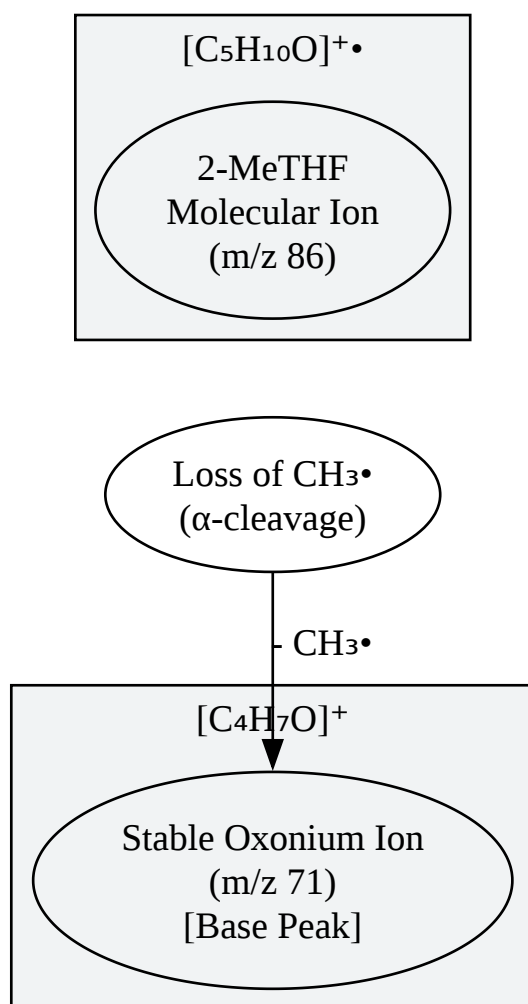 [C₅H₁₀O]⁺•
2-MeTHF
Molecular Ion
(m/z 86)
Loss of CH₃•
(α-cleavage)
- CH₃•
[C₄H₇O]⁺
Stable Oxonium Ion
(m/z 71)
[Base Peak]